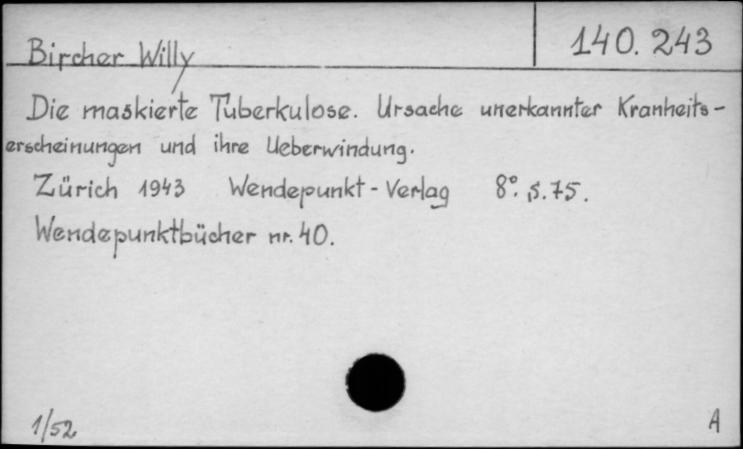 Bircher Willy
140.243
Die maskierte Tuberkulose. Ursache unerkannter Kranheits-
erscheinungen und ihre Ueberwindung.
Zürich 1943 Wendepunkt-Verlag 8°. S.75.
Wendepunktbücher nr.40.
1/52
A